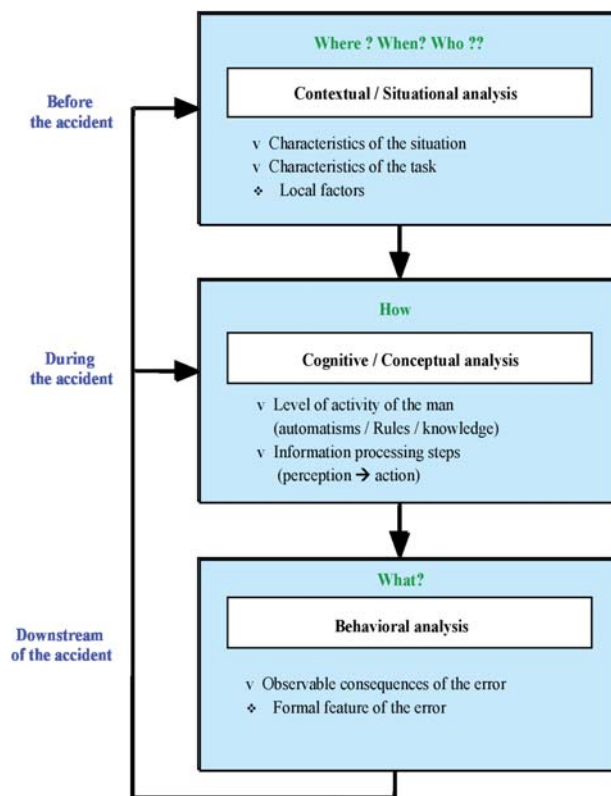 Where ? When? Who ??
Before
the accident
Contextual / Situational analysis
v Characteristics of the situation
v Characteristics of the task
❖ Local factors
How
During
the accident
Cognitive / Conceptual analysis
v Level of activity of the man
(automatisms / Rules / knowledge)
v Information processing steps
(perception → action)
What?
Downstream
of the accident
Behavioral analysis
v Observable consequences of the error
❖ Formal feature of the error